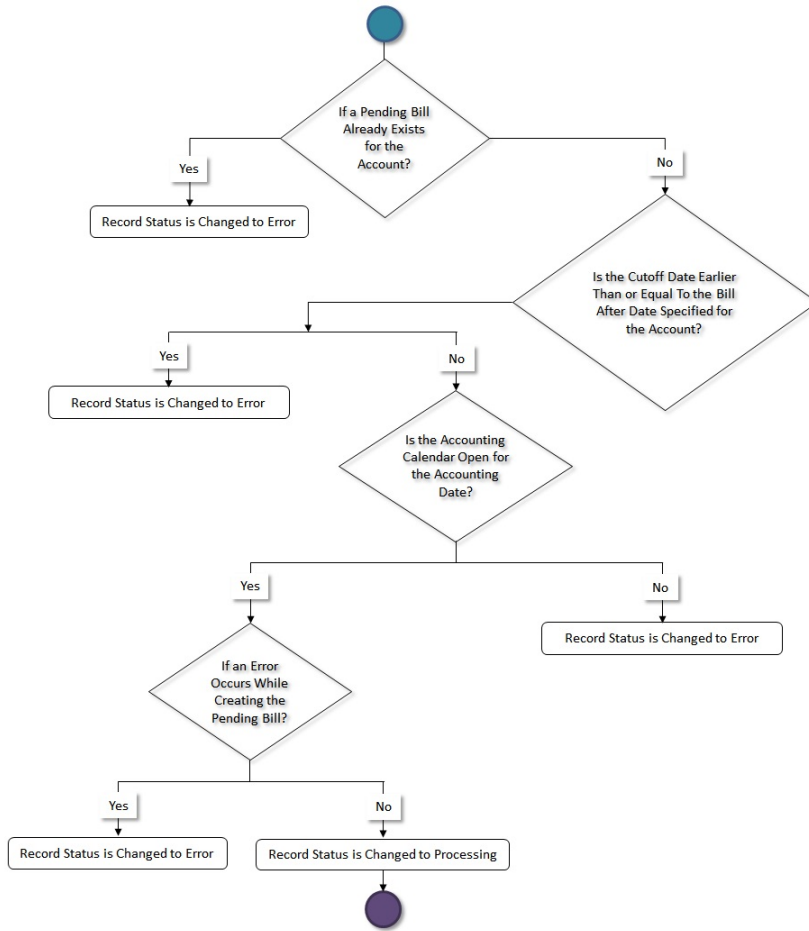 If a Pending Bill
Already Exists
for the
Account?
Yes
No
Record Status is Changed to Error
Is the Cutoff Date Earlier
Than or Equal To the Bill
After Date Specified for
the Account?
Yes
No
Record Status is Changed to Error
Is the Accounting
Calendar Open for
the Accounting
Date?
Yes
No
Record Status is Changed to Error
If an Error
Occurs While
Creating the
Pending Bill?
Yes
No
Record Status is Changed to Error
Record Status is Changed to Processing